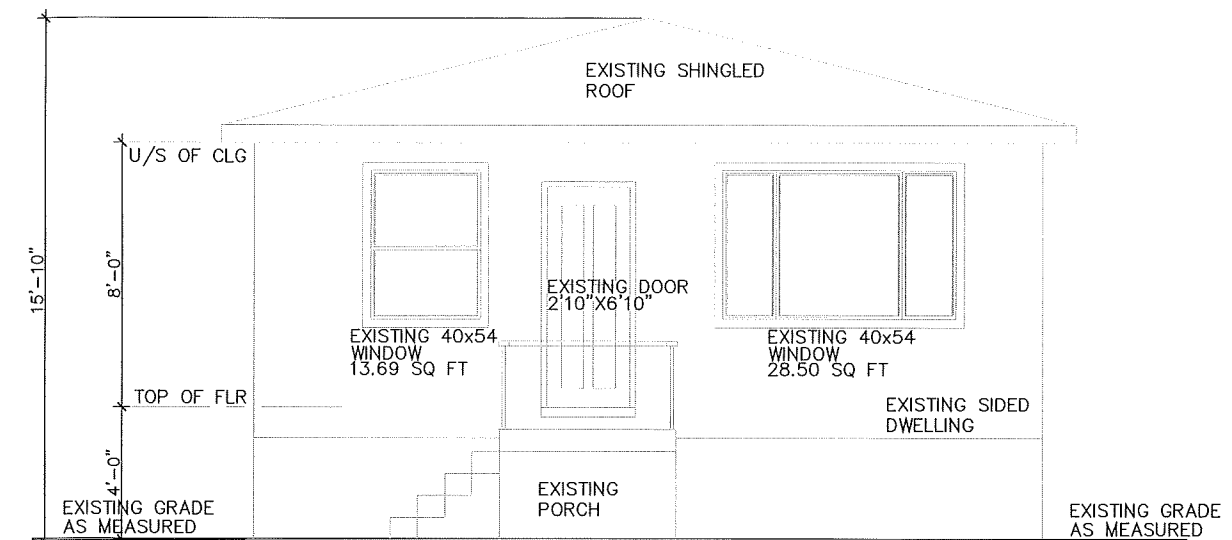 EXISTING SHINGLED
ROOF
U/S OF CLG
15'-10"
8'-0"
EXISTING DOOR
2'10"X6'10"
EXISTING 40x54
WINDOW
13.69 SQ FT
EXISTING 40x54
WINDOW
28.50 SQ FT
TOP OF FLR
EXISTING SIDED
DWELLING
4'-0"
EXISTING
PORCH
EXISTING GRADE
AS MEASURED
EXISTING GRADE
AS MEASURED